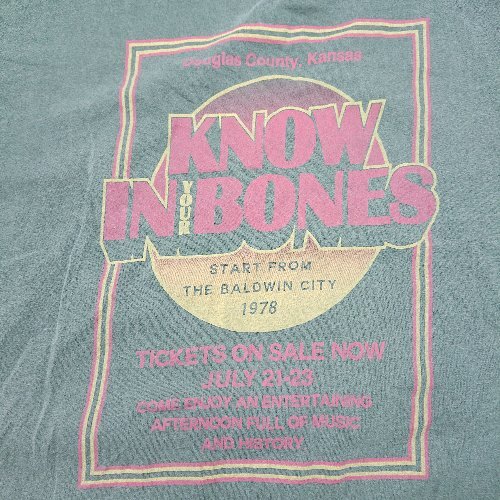 Douglas County, Kansas
KNOW
IN YOUR BONES
START FROM
THE BALDWIN CITY
1978
TICKETS ON SALE NOW
JULY 21-23
COME ENJOY AN ENTERTAINING
AFTERNOON FULL OF MUSIC
AND HISTORY